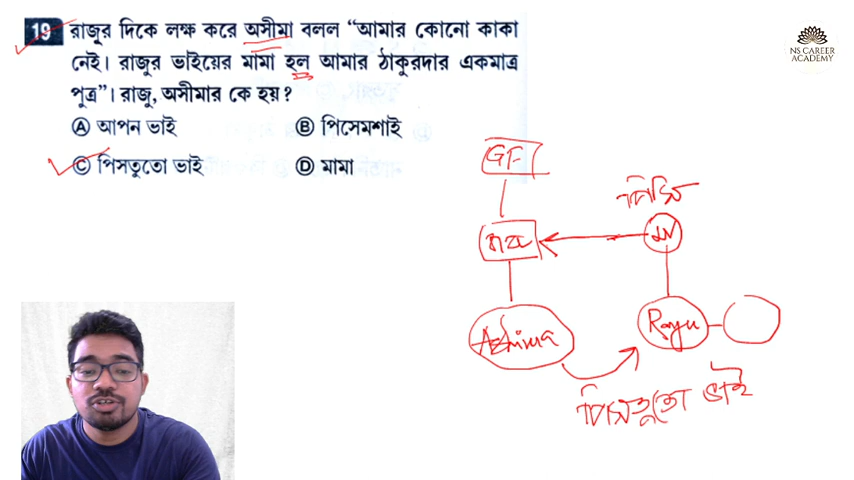 19 রাজুর দিকে লক্ষ করে অসীমা বলল “আমার কোনো কাকা
নেই। রাজুর ভাইয়ের মামা হল আমার ঠাকুরদার একমাত্র
পুত্র”। রাজু, অসীমার কে হয়?
A আপন ভাই
B পিসেমশাই
C পিসতুতো ভাই
D মামা
NS CAREER
ACADEMY
GF
পিসি
বাবা
মা
Ashima
Raju
পিসতুতো ভাই